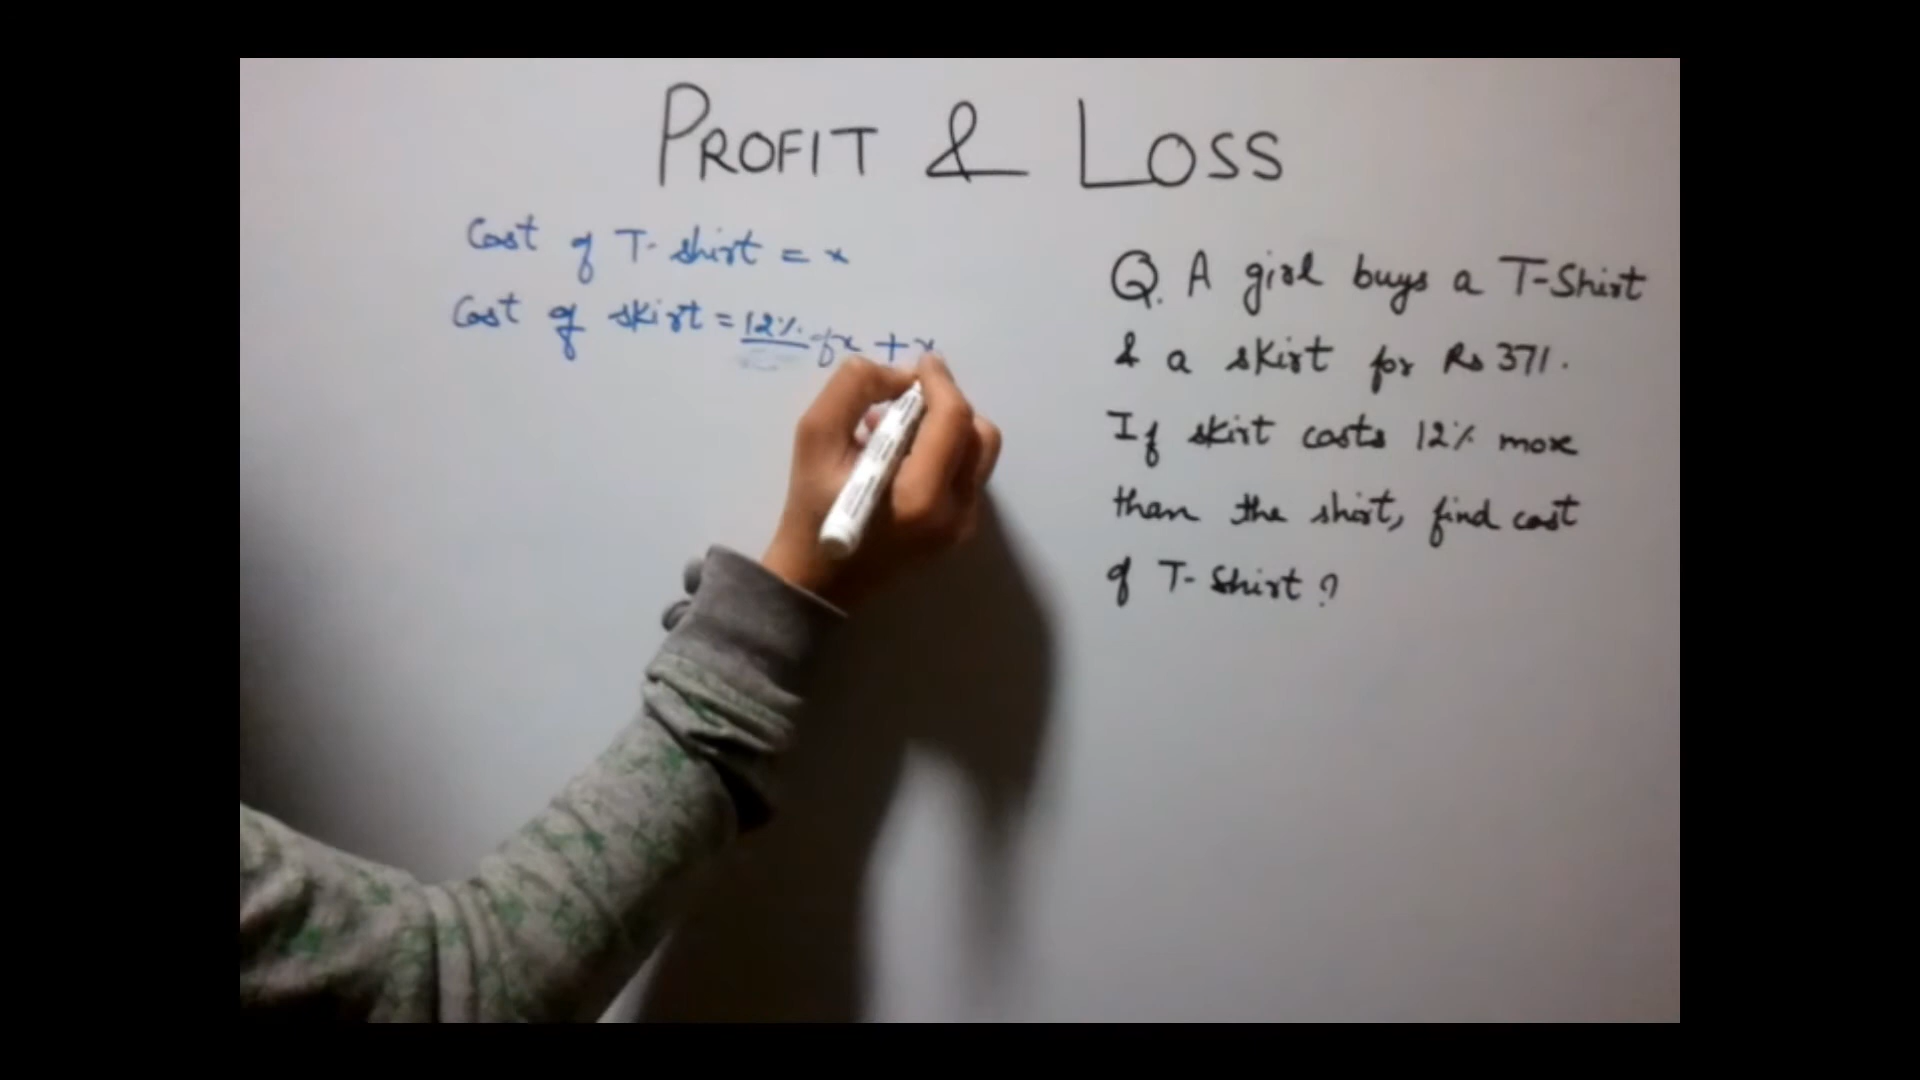 PROFIT & LOSS
Cost of T-shirt = x
Cost of skirt = 12% of x + x
Q. A girl buys a T-Shirt
& a skirt for Rs 371.
If skirt costs 12% more
than the shirt, find cost
of T-Shirt?